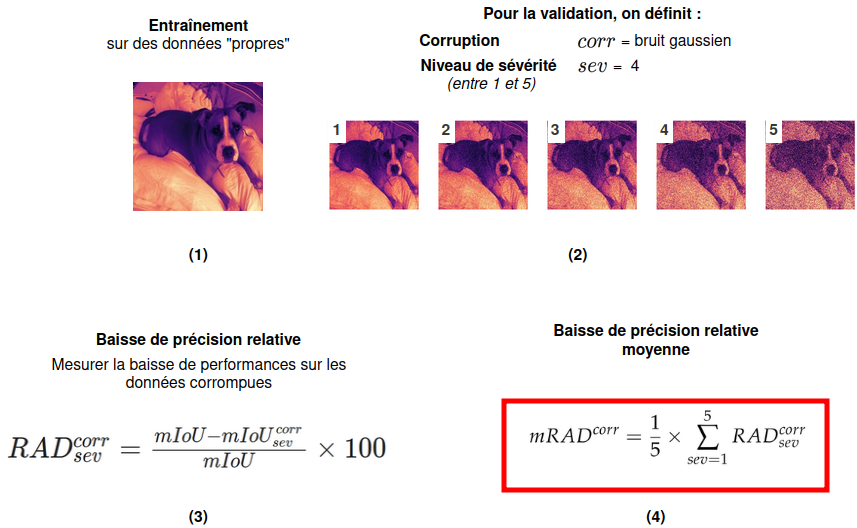 Entraînement
sur des données "propres"
(1)
Pour la validation, on définit :
Corruption corr = bruit gaussien
Niveau de sévérité sev = 4
(entre 1 et 5)
1 2 3 4 5
(2)
Baisse de précision relative
Mesurer la baisse de performances sur les
données corrompues
RAD_{sev}^{corr} = \frac{mIoU-mIoU_{sev}^{corr}}{mIoU} × 100
(3)
Baisse de précision relative
moyenne
mRAD^{corr} = \frac{1}{5} × \sum_{sev=1}^{5} RAD_{sev}^{corr}
(4)